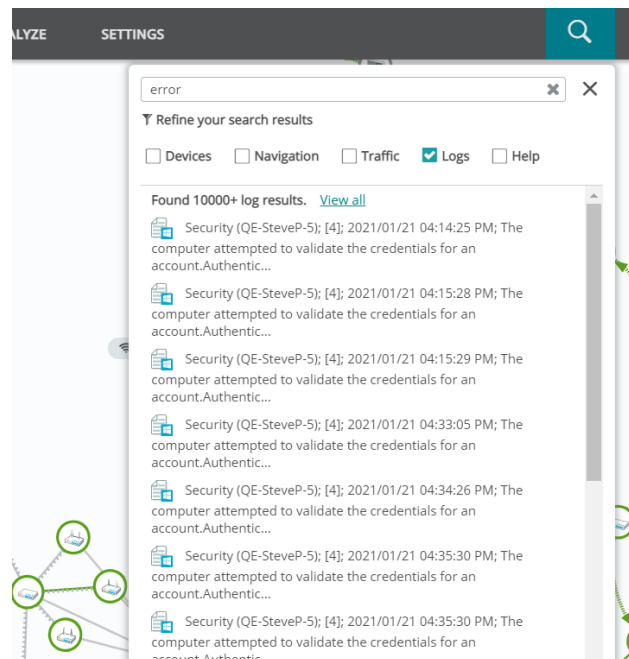 ALYZE SETTINGS
error
Refine your search results
Devices Navigation Traffic Logs Help
Found 10000+ log results. View all
Security (QE-SteveP-5); [4]; 2021/01/21 04:14:25 PM; The
computer attempted to validate the credentials for an
account.Authentic...
Security (QE-SteveP-5); [4]; 2021/01/21 04:15:28 PM; The
computer attempted to validate the credentials for an
account.Authentic...
Security (QE-SteveP-5); [4]; 2021/01/21 04:15:29 PM; The
computer attempted to validate the credentials for an
account.Authentic...
Security (QE-SteveP-5); [4]; 2021/01/21 04:33:05 PM; The
computer attempted to validate the credentials for an
account.Authentic...
Security (QE-SteveP-5); [4]; 2021/01/21 04:34:26 PM; The
computer attempted to validate the credentials for an
account.Authentic...
Security (QE-SteveP-5); [4]; 2021/01/21 04:35:30 PM; The
computer attempted to validate the credentials for an
account.Authentic...
Security (QE-SteveP-5); [4]; 2021/01/21 04:35:30 PM; The
computer attempted to validate the credentials for an
account.Authentic...